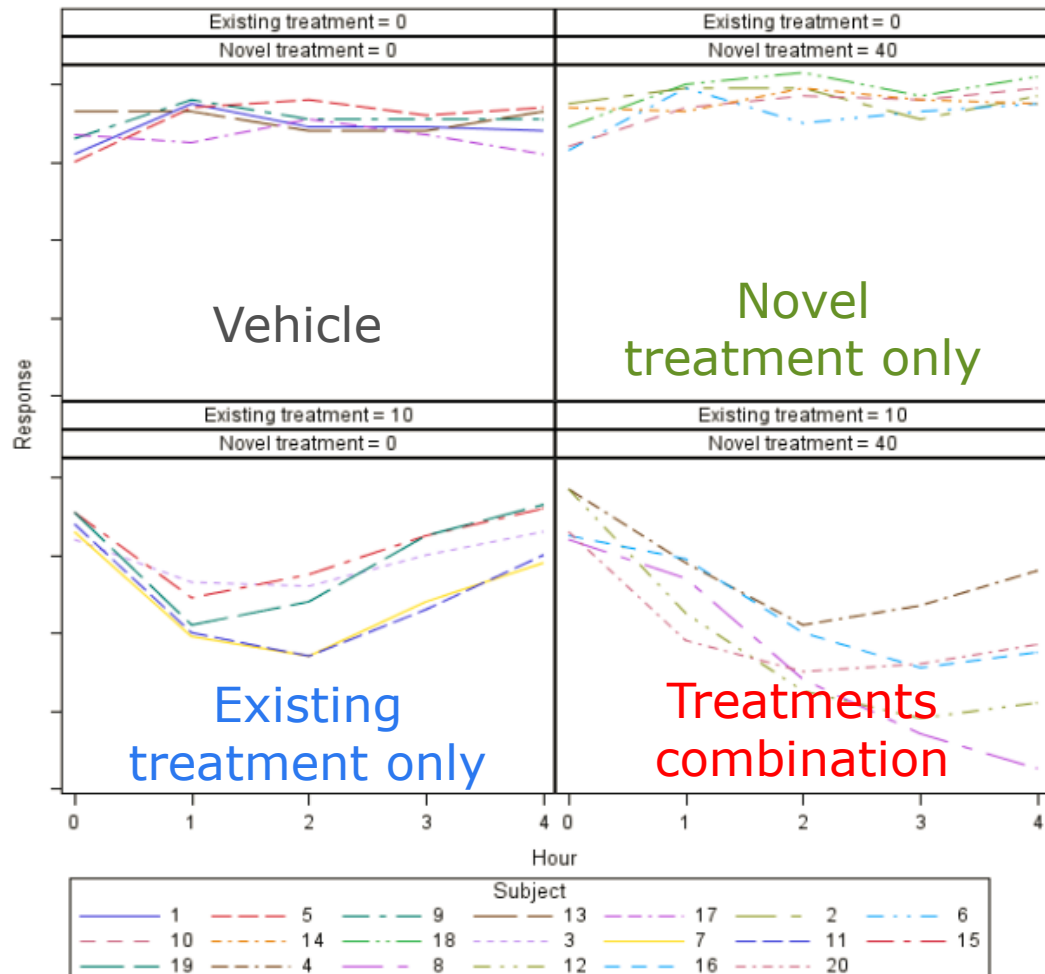 Existing treatment = 0
Novel treatment = 0
Existing treatment = 0
Novel treatment = 40
Vehicle
Novel
treatment only
Response
Existing treatment = 10
Novel treatment = 0
Existing treatment = 10
Novel treatment = 40
Existing
treatment only
Treatments
combination
0 1 2 3 4
0 1 2 3 4
Hour
Subject
1 5 9 13 17 2 6
10 14 18 3 7 11 15
19 4 8 12 16 20